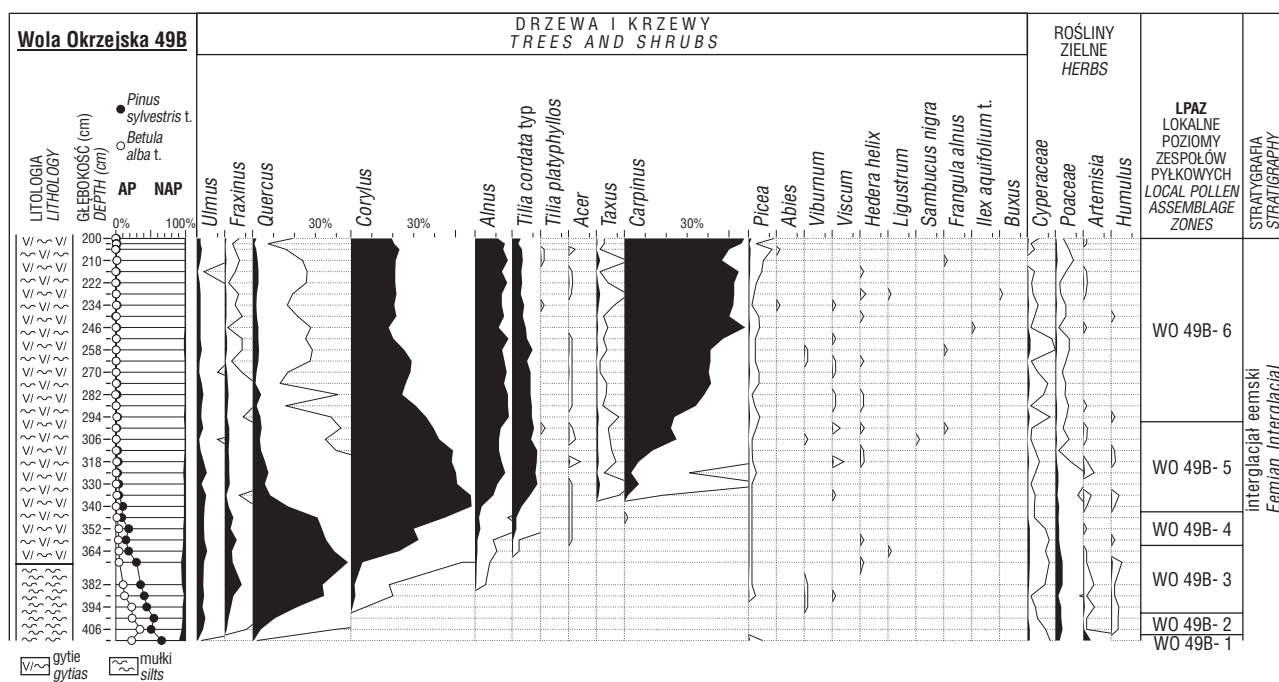 Wola Okrzejska 49B
DRZEWA I KRZEWY
TREES AND SHRUBS
ROŚLINY
ZIELNE
HERBS
LITOLOGIA
LITHOLOGY
GŁEBOKOŚĆ (cm)
DEPTH (cm)
Pinus
sylvestris t.
Betula
alba t.
AP NAP
0% 100%
Ulmus
Fraxinus
Quercus
30%
Corylus
30%
Alnus
Tilia cordata typ
Tilia platyphyllos
Acer
Taxus
Carpinus
30%
Picea
Abies
Viburnum
Viscum
Hedera helix
Ligustrum
Sambucus nigra
Frangula alnus
Ilex aquifolium t.
Buxus
Cyperaceae
Poaceae
Artemisia
Humulus
LPAZ
LOKALNE
POZIOMY
ZESPOŁÓW
PYŁKOWYCH
LOCAL POLLEN
ASSEMBLAGE
ZONES
STRATYGRAFIA
STRATIGRAPHY
200
210
222
234
246
258
270
282
294
306
318
330
340
352
364
382
394
406
WO 49B- 6
WO 49B- 5
WO 49B- 4
WO 49B- 3
WO 49B- 2
WO 49B- 1
interglacjał eemski
Eemian Interglacial
gytie
gytias
mułki
silts